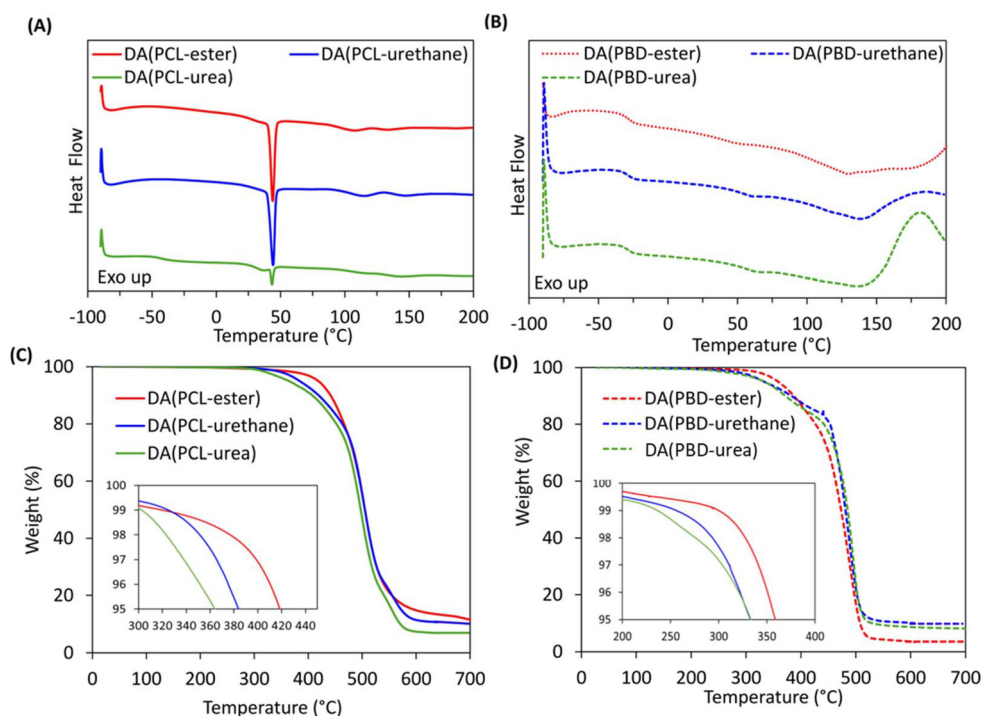 (A)
DA(PCL-ester) DA(PCL-urethane)
DA(PCL-urea)
Heat Flow
Exo up
-100 -50 0 50 100 150 200
Temperature (°C)
(B)
DA(PBD-ester) DA(PBD-urethane)
DA(PBD-urea)
Heat Flow
Exo up
-100 -50 0 50 100 150 200
Temperature (°C)
(C)
100
80
60
40
20
0
Weight (%)
DA(PCL-ester)
DA(PCL-urethane)
DA(PCL-urea)
100
99
98
97
96
95
300 320 340 360 380 400 420 440
0 100 200 300 400 500 600 700
Temperature (°C)
(D)
100
80
60
40
20
0
Weight (%)
DA(PBD-ester)
DA(PBD-urethane)
DA(PBD-urea)
100
99
98
97
96
95
200 250 300 350 400
0 100 200 300 400 500 600 700
Temperature (°C)